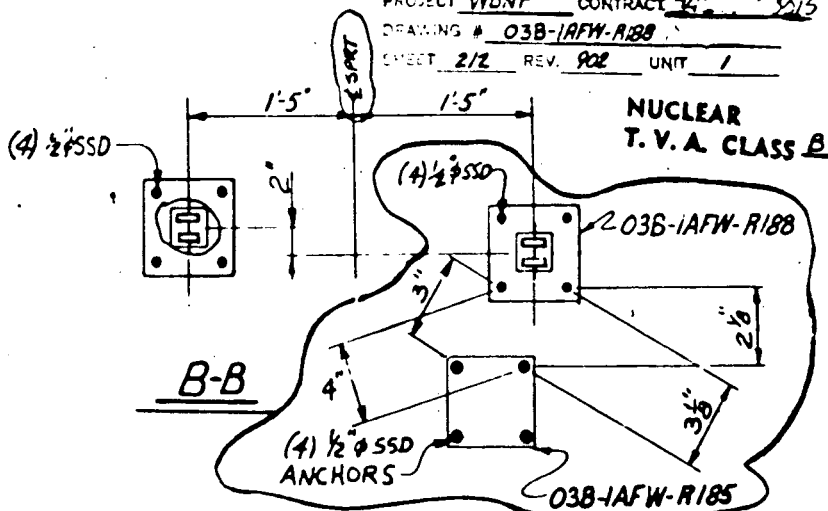 PROJECT WBNP CONTRACT
DRAWING # 03B-1AFW-R188
SHEET 2/2 REV. 902 UNIT 1
℄ SPRT
1'-5" 1'-5"
NUCLEAR
T. V. A. CLASS B
(4) ½"φSSD
2"
(4) ½"φSSD
03B-1AFW-R188
3"
2⅛"
B-B
4"
3⅛"
(4) ½"φ SSD
ANCHORS
03B-1AFW-R185